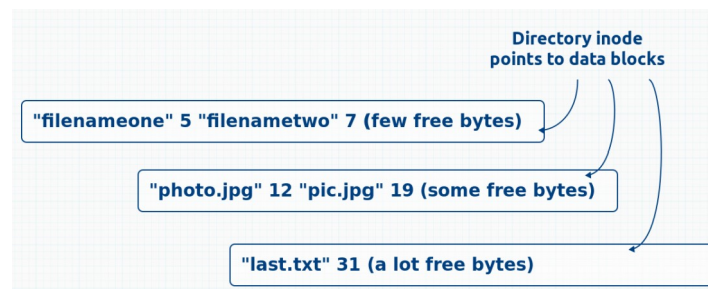 Directory inode
points to data blocks
"filenameone" 5 "filenametwo" 7 (few free bytes)
"photo.jpg" 12 "pic.jpg" 19 (some free bytes)
"last.txt" 31 (a lot free bytes)